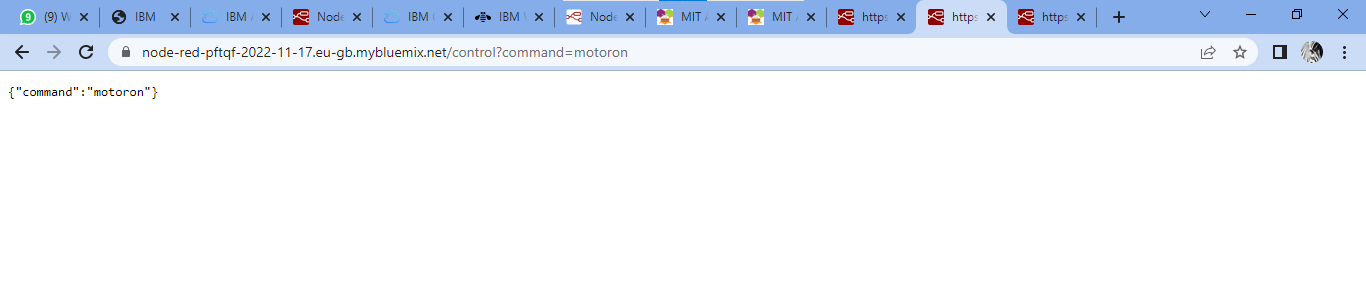 (9) W
IBM
IBM
Node
IBM
IBM
Node
MIT
MIT
https
https
https
node-red-pftqf-2022-11-17.eu-gb.mybluemix.net/control?command=motoron
{"command":"motoron"}